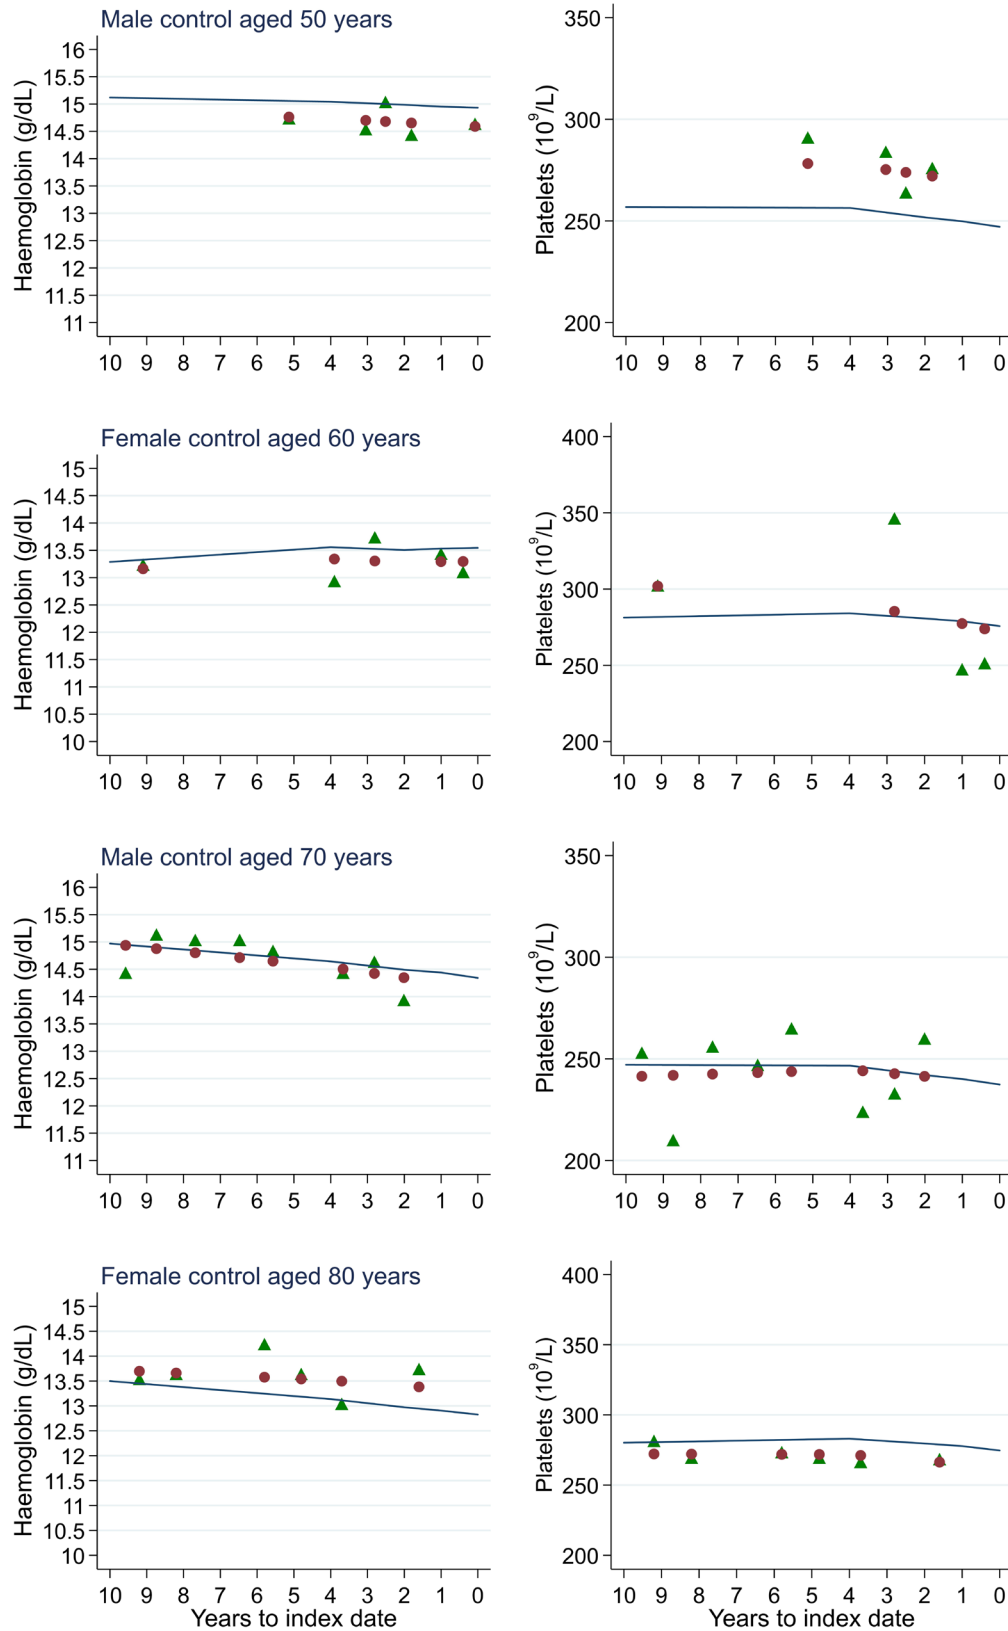 Male control aged 50 years
Haemoglobin (g/dL)
16
15.5
15
14.5
14
13.5
13
12.5
12
11.5
11
10 9 8 7 6 5 4 3 2 1 0
Platelets (10⁹/L)
350
300
250
200
10 9 8 7 6 5 4 3 2 1 0
Female control aged 60 years
Haemoglobin (g/dL)
15
14.5
14
13.5
13
12.5
12
11.5
11
10.5
10
10 9 8 7 6 5 4 3 2 1 0
Platelets (10⁹/L)
400
350
300
250
200
10 9 8 7 6 5 4 3 2 1 0
Male control aged 70 years
Haemoglobin (g/dL)
16
15.5
15
14.5
14
13.5
13
12.5
12
11.5
11
10 9 8 7 6 5 4 3 2 1 0
Platelets (10⁹/L)
350
300
250
200
10 9 8 7 6 5 4 3 2 1 0
Female control aged 80 years
Haemoglobin (g/dL)
15
14.5
14
13.5
13
12.5
12
11.5
11
10.5
10
10 9 8 7 6 5 4 3 2 1 0
Years to index date
Platelets (10⁹/L)
400
350
300
250
200
10 9 8 7 6 5 4 3 2 1 0
Years to index date